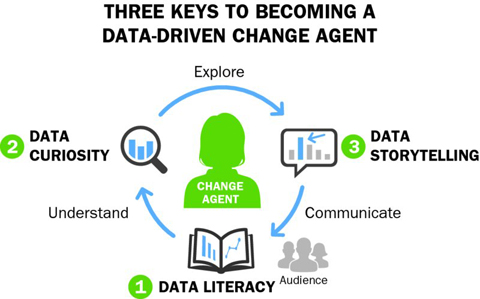 THREE KEYS TO BECOMING A
DATA-DRIVEN CHANGE AGENT
Explore
2 DATA
CURIOSITY
CHANGE
AGENT
3 DATA
STORYTELLING
Understand
Communicate
1 DATA LITERACY
Audience